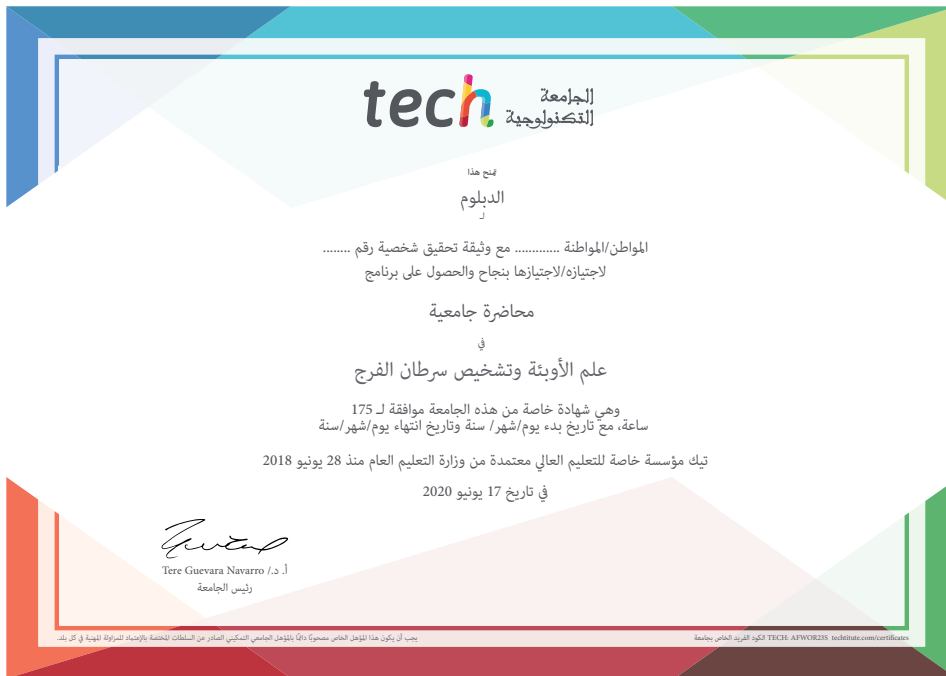 tech الجامعة
التكنولوجية
يمنح هذا
الدبلوم
لـ
المواطن/المواطنة ............. مع وثيقة تحقيق شخصية رقم ........
لاجتيازه/لاجتيازها بنجاح والحصول على برنامج
محاضرة جامعية
في
علم الأوبئة وتشخيص سرطان الفرج
وهي شهادة خاصة من هذه الجامعة موافقة لـ 175
ساعة، مع تاريخ بدء يوم/شهر/ سنة وتاريخ انتهاء يوم/شهر/سنة
تيك مؤسسة خاصة للتعليم العالي معتمدة من وزارة التعليم العام منذ 28 يونيو 2018
في تاريخ 17 يونيو 2020
أ. د./ Tere Guevara Navarro
رئيس الجامعة
يجب أن يكون هذا المؤهل الخاص مصحوبًا دائمًا بالمؤهل الجامعي التمكيني الصادر عن السلطات المختصة بالإعتماد للمزاولة المهنية في كل بلد.
الكود الفريد الخاص بجامعة TECH: AFWOR235 techtitute.com/certificates